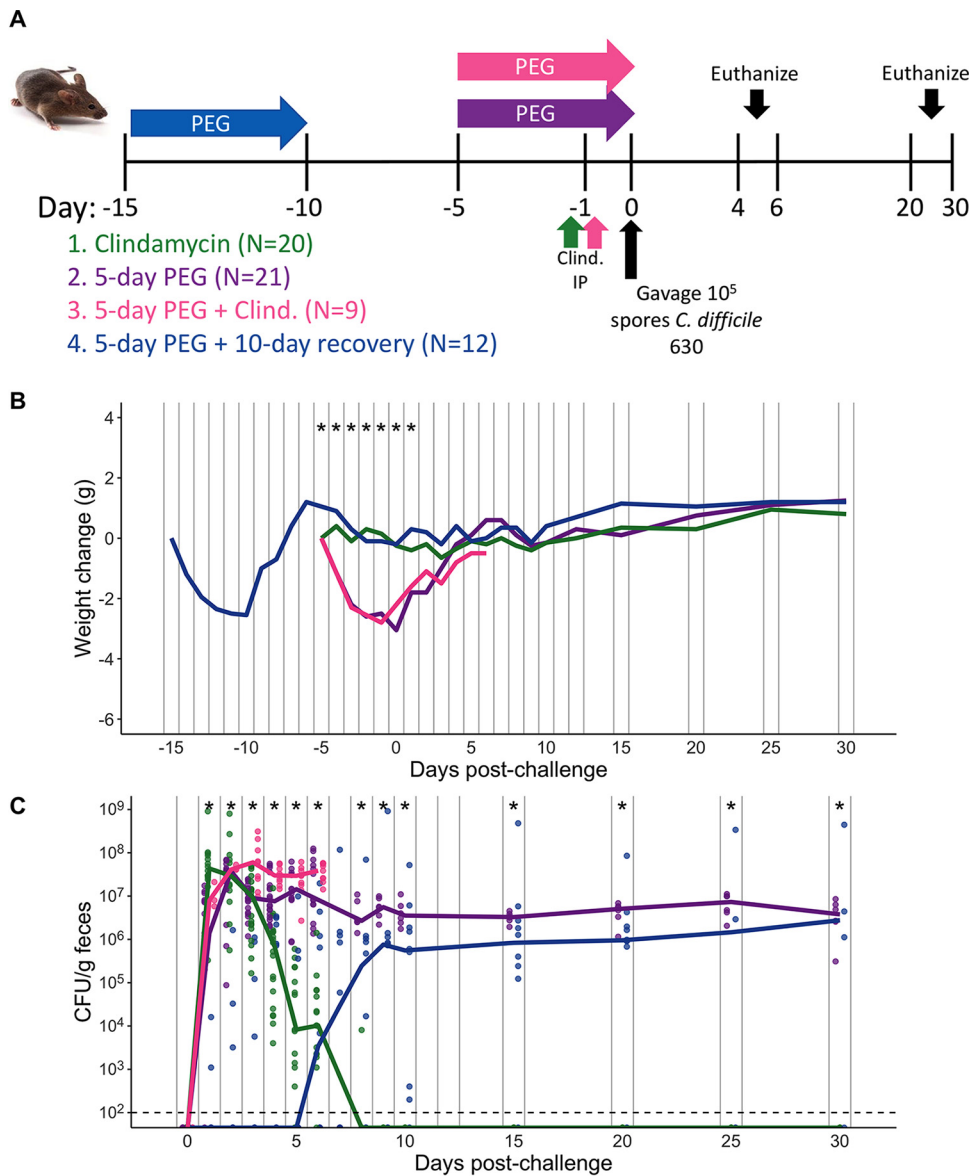 A
PEG
PEG
PEG
Euthanize
Euthanize
Day: -15 -10 -5 -1 0 4 6 20 30
1. Clindamycin (N=20)
2. 5-day PEG (N=21)
3. 5-day PEG + Clind. (N=9)
4. 5-day PEG + 10-day recovery (N=12)
Clind.
IP
Gavage 10⁵
spores C. difficile
630
B
* * * * * * *
Weight change (g)
4
2
0
-2
-4
-6
-15 -10 -5 0 5 10 15 20 25 30
Days post-challenge
C
* * * * * * * * * * * * *
CFU/g feces
10⁹
10⁸
10⁷
10⁶
10⁵
10⁴
10³
10²
0 5 10 15 20 25 30
Days post-challenge